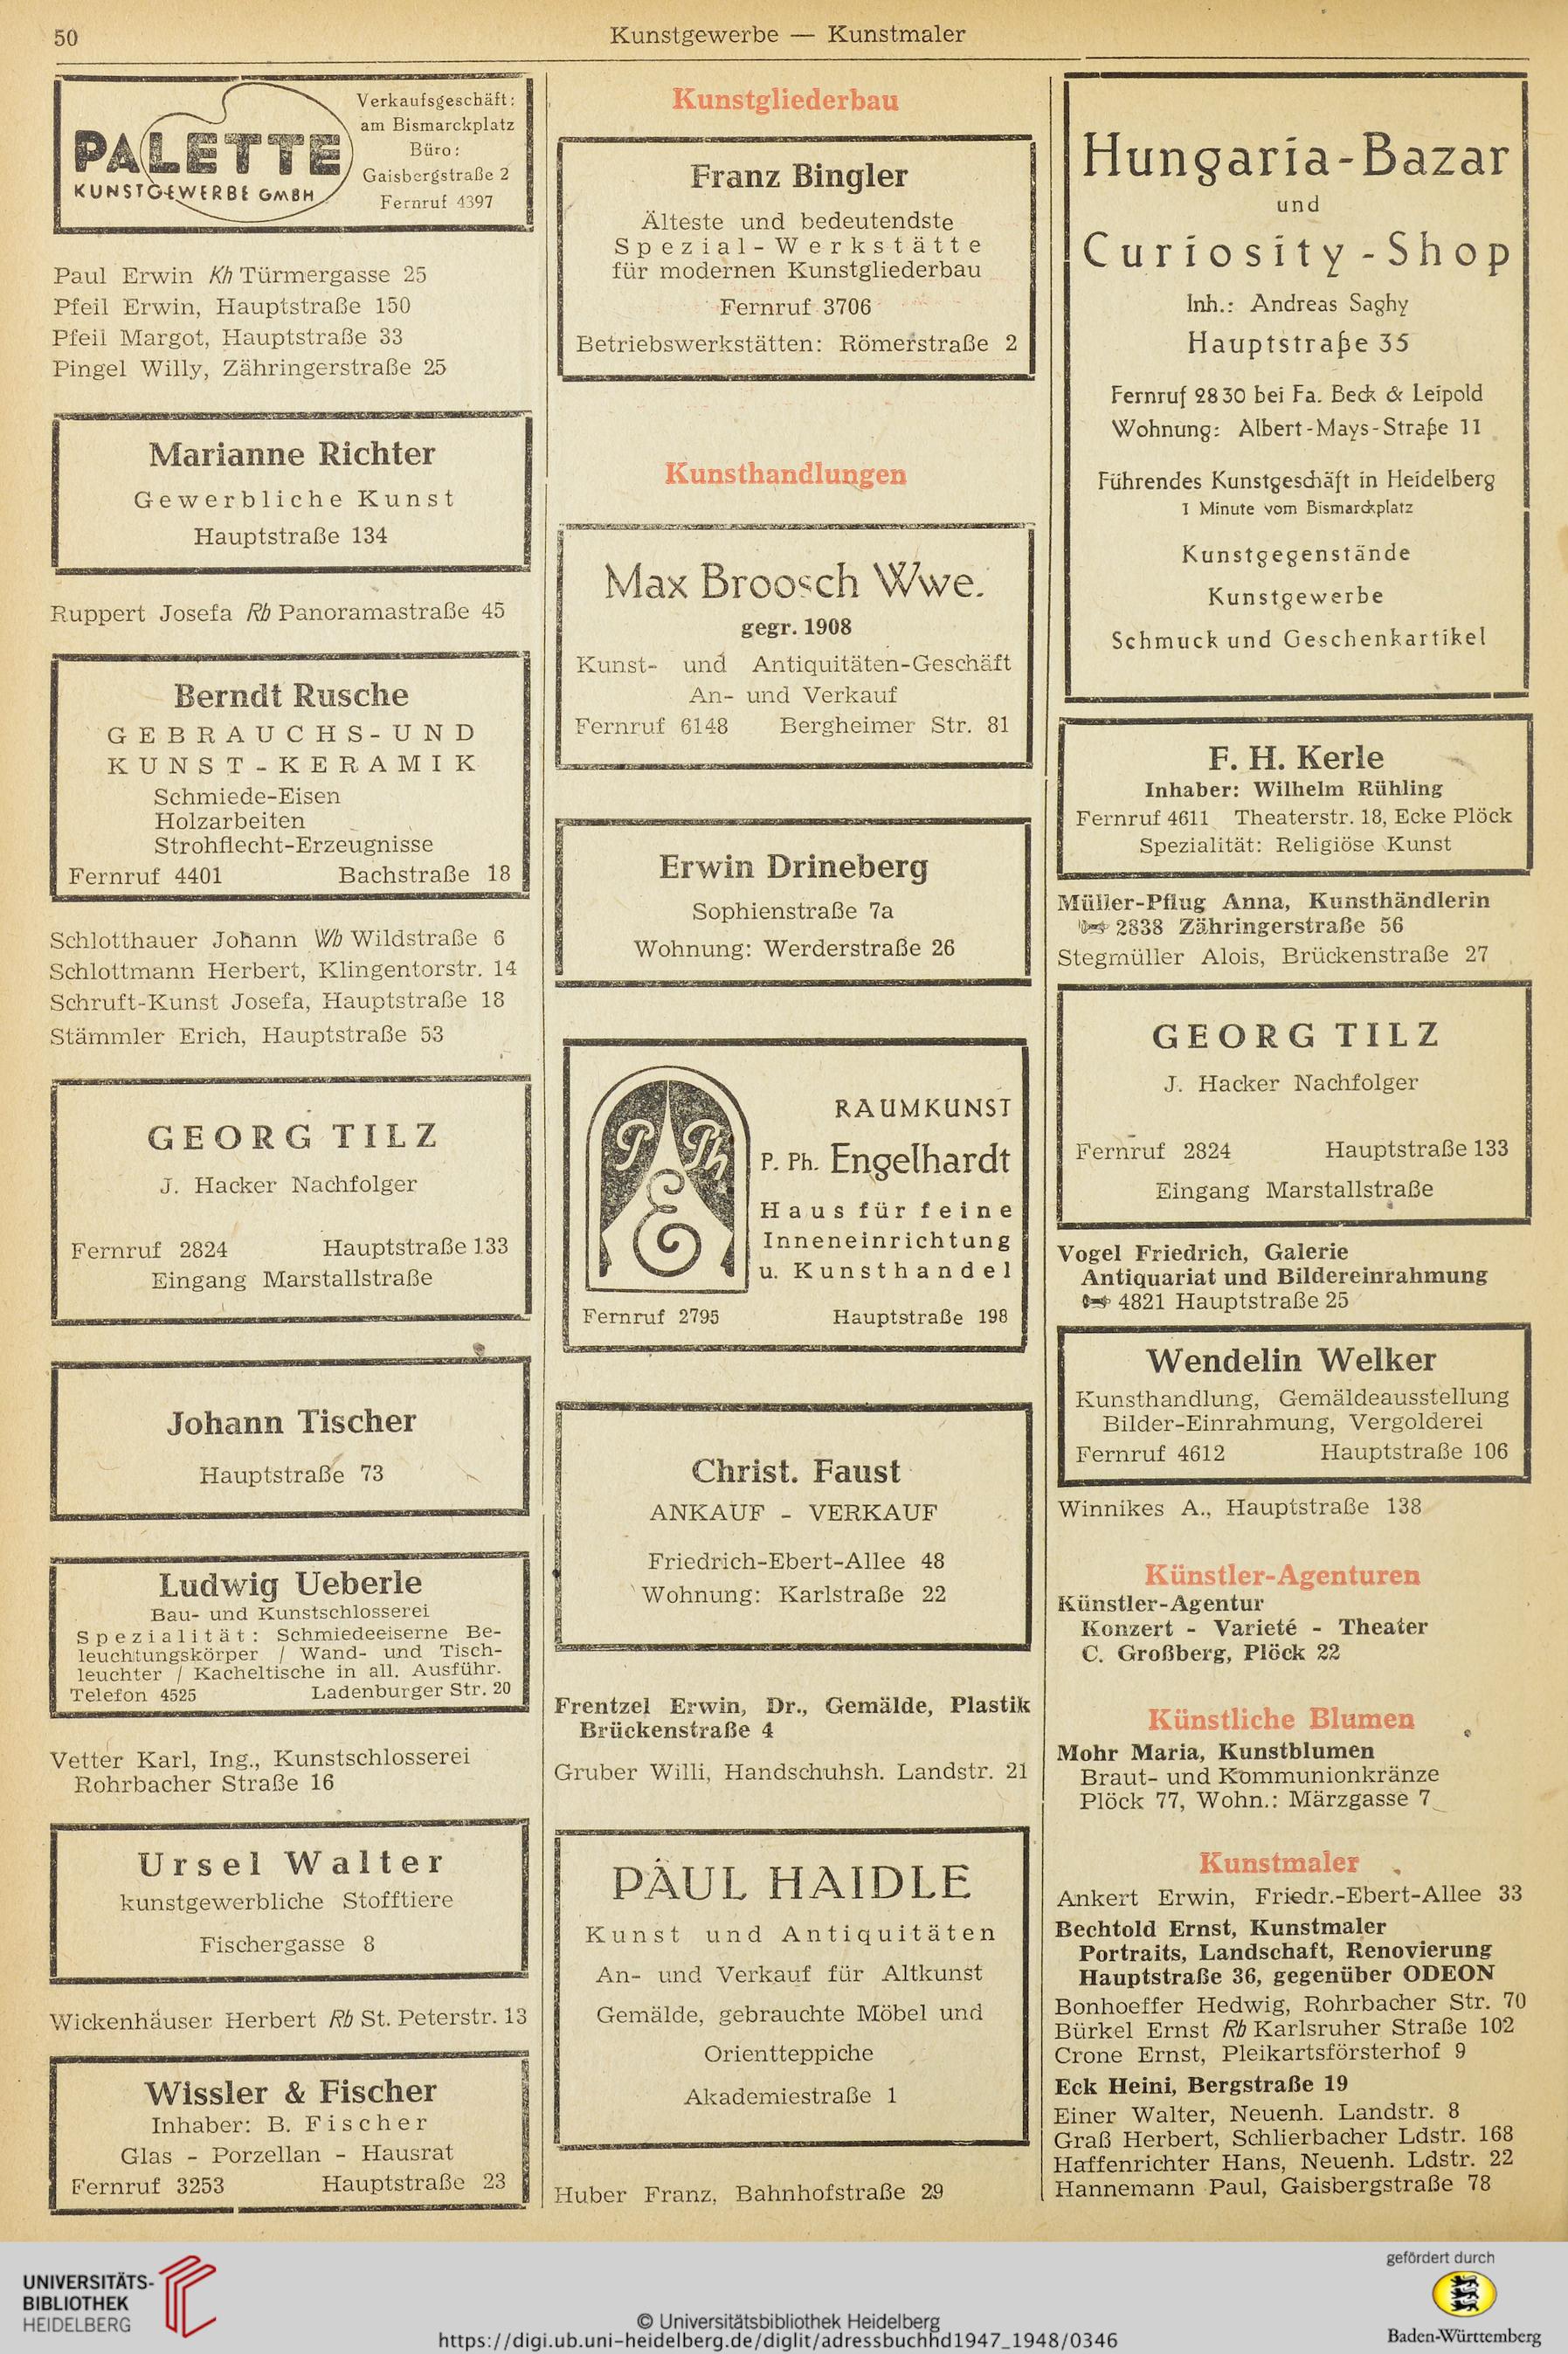 50
Kunstgewerbe — Kunstmaler
PALETTE
KUNSTGEWERBE GMBH
Verkaufsgeschäft:
am Bismarckplatz
Büro:
Gaisbergstraße 2
Fernruf 4397
Paul Erwin Kh Türmergasse 25
Pfeil Erwin, Hauptstraße 150
Pfeil Margot, Hauptstraße 33
Pingel Willy, Zähringerstraße 25
Marianne Richter
Gewerbliche Kunst
Hauptstraße 134
Ruppert Josefa Rb Panoramastraße 45
Berndt Rusche
GEBRAUCHS-UND
KUNST-KERAMIK
Schmiede-Eisen
Holzarbeiten
Strohflecht-Erzeugnisse
Fernruf 4401 Bachstraße 18
Schlotthauer Johann Wb Wildstraße 6
Schlottmann Herbert, Klingentorstr. 14
Schruft-Kunst Josefa, Hauptstraße 18
Stämmler Erich, Hauptstraße 53
GEORG TILZ
J. Hacker Nachfolger
Fernruf 2824 Hauptstraße 133
Eingang Marstallstraße
Johann Tischer
Hauptstraße 73
Ludwig Ueberle
Bau- und Kunstschlosserei
Spezialität: Schmiedeeiserne Be-
leuchtungskörper / Wand- und Tisch-
leuchter / Kacheltische in all. Ausführ.
Telefon 4525 Ladenburger Str. 20
Vetter Karl, Ing., Kunstschlosserei
Rohrbacher Straße 16
Ursel Walter
kunstgewerbliche Stofftiere
Fischergasse 8
Wickenhäuser Herbert Rb St. Peterstr. 13
Wissler & Fischer
Inhaber: B. Fischer
Glas - Porzellan - Hausrat
Fernruf 3253 Hauptstraße 23
Kunstgliederbau
Franz Bingler
Älteste und bedeutendste
Spezial-Werkstätte
für modernen Kunstgliederbau
Fernruf 3706
Betriebswerkstätten: Römerstraße 2
Kunsthandlungen
Max Broosch Wwe.
gegr. 1908
Kunst- und Antiquitäten-Geschäft
An- und Verkauf
Fernruf 6148 Bergheimer Str. 81
Erwin Drineberg
Sophienstraße 7a
Wohnung: Werderstraße 26
P Ph E
RAUMKUNST
P. Ph. Engelhardt
Haus für feine
Inneneinrichtung
u. Kunsthandel
Fernruf 2795 Hauptstraße 198
Christ. Faust
ANKAUF - VERKAUF
Friedrich-Ebert-Allee 48
Wohnung: Karlstraße 22
Frentzel Erwin, Dr., Gemälde, Plastik
Brückenstraße 4
Gruber Willi, Handschuhsh. Landstr. 21
PAUL HAIDLE
Kunst und Antiquitäten
An- und Verkauf für Altkunst
Gemälde, gebrauchte Möbel und
Orientteppiche
Akademiestraße 1
Huber Franz, Bahnhofstraße 29
Hungaria-Bazar
und
Curiosity-Shop
Inh.: Andreas Saghy
Hauptstraße 35
Fernruf 2830 bei Fa. Beck & Leipold
Wohnung: Albert-Mays-Straße 11
Führendes Kunstgeschäft in Heidelberg
1 Minute vom Bismarckplatz
Kunstgegenstände
Kunstgewerbe
Schmuck und Geschenkartikel
F. H. Kerle
Inhaber: Wilhelm Rühling
Fernruf 4611 Theaterstr. 18, Ecke Plöck
Spezialität: Religiöse Kunst
Müller-Pflug Anna, Kunsthändlerin
2838 Zähringerstraße 56
Stegmüller Alois, Brückenstraße 27
GEORG TILZ
J. Hacker Nachfolger
Fernruf 2824 Hauptstraße 133
Eingang Marstallstraße
Vogel Friedrich, Galerie
Antiquariat und Bildereinrahmung
4821 Hauptstraße 25
Wendelin Welker
Kunsthandlung, Gemäldeausstellung
Bilder-Einrahmung, Vergolderei
Fernruf 4612 Hauptstraße 106
Winnikes A., Hauptstraße 138
Künstler-Agenturen
Künstler-Agentur
Konzert - Varieté - Theater
C. Großberg, Plöck 22
Künstliche Blumen
Mohr Maria, Kunstblumen
Braut- und Kommunionkränze
Plöck 77, Wohn.: Märzgasse 7
Kunstmaler
Ankert Erwin, Friedr.-Ebert-Allee 33
Bechtold Ernst, Kunstmaler
Portraits, Landschaft, Renovierung
Hauptstraße 36, gegenüber ODEON
Bonhoeffer Hedwig, Rohrbacher Str. 70
Bürkel Ernst Rb Karlsruher Straße 102
Crone Ernst, Pleikartsförsterhof 9
Eck Heini, Bergstraße 19
Einer Walter, Neuenh. Landstr. 8
Graß Herbert, Schlierbacher Ldstr. 168
Haffenrichter Hans, Neuenh. Ldstr. 22
Hannemann Paul, Gaisbergstraße 78
UNIVERSITÄTS-
BIBLIOTHEK
HEIDELBERG
© Universitätsbibliothek Heidelberg
https://digi.ub.uni-heidelberg.de/diglit/adressbuchhd1947_1948/0346
gefördert durch
Baden-Württemberg